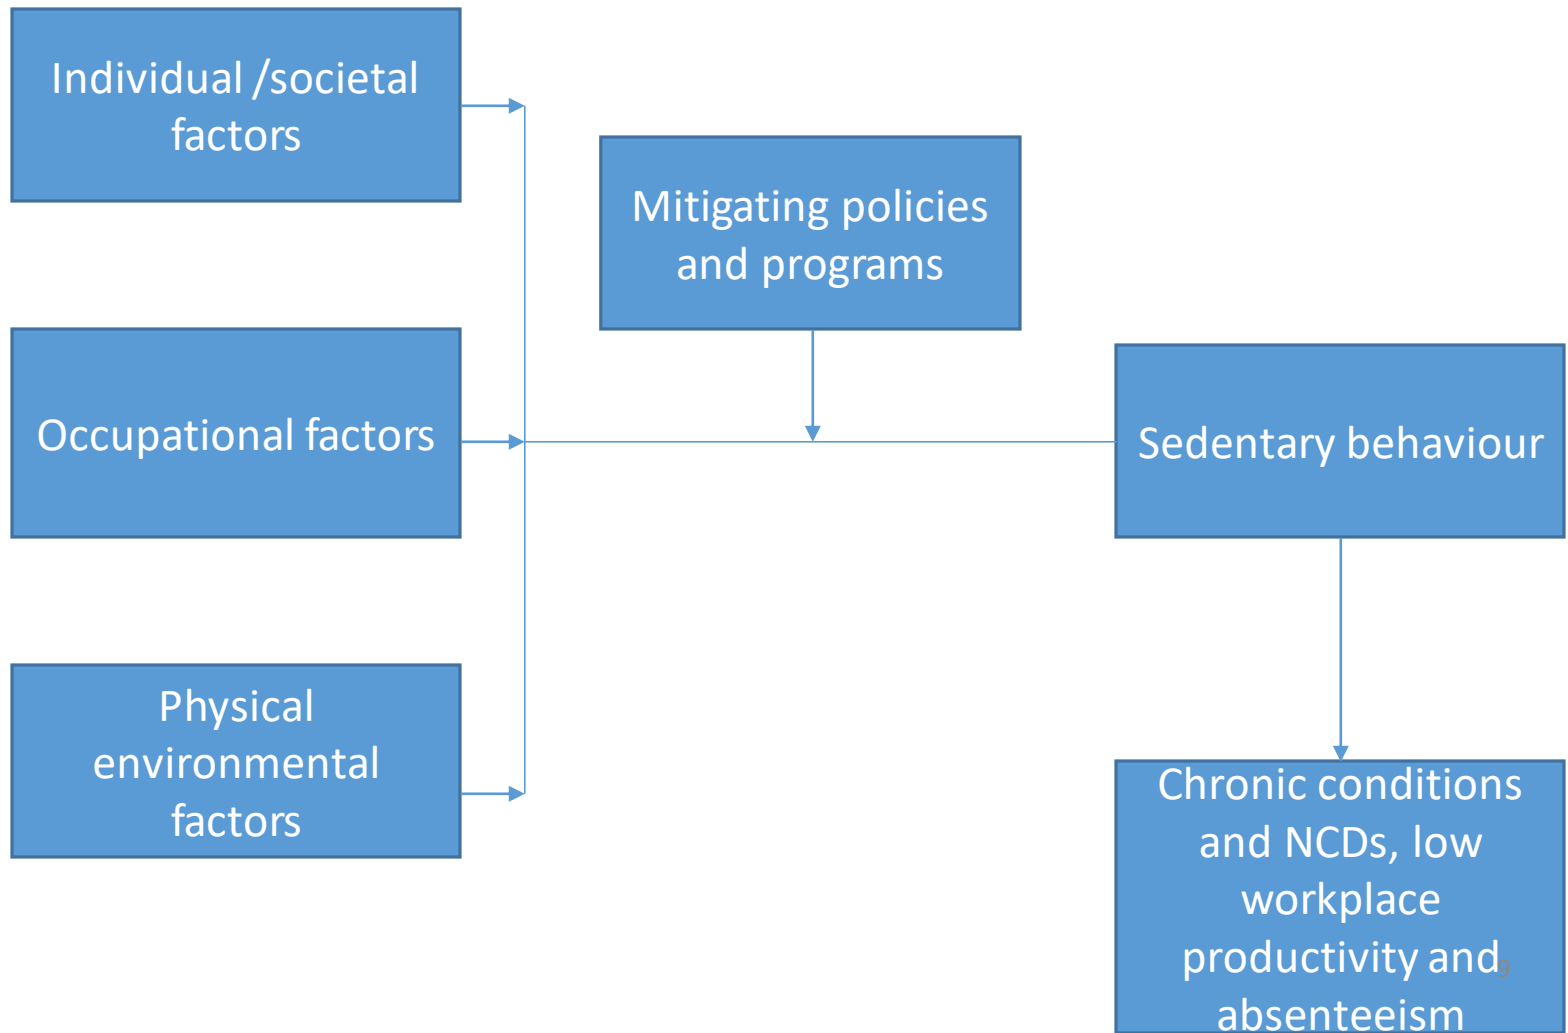 Individual /societal
factors
Mitigating policies
and programs
Occupational factors
Sedentary behaviour
Physical
environmental
factors
Chronic conditions
and NCDs, low
workplace
productivity and
9
absenteeism